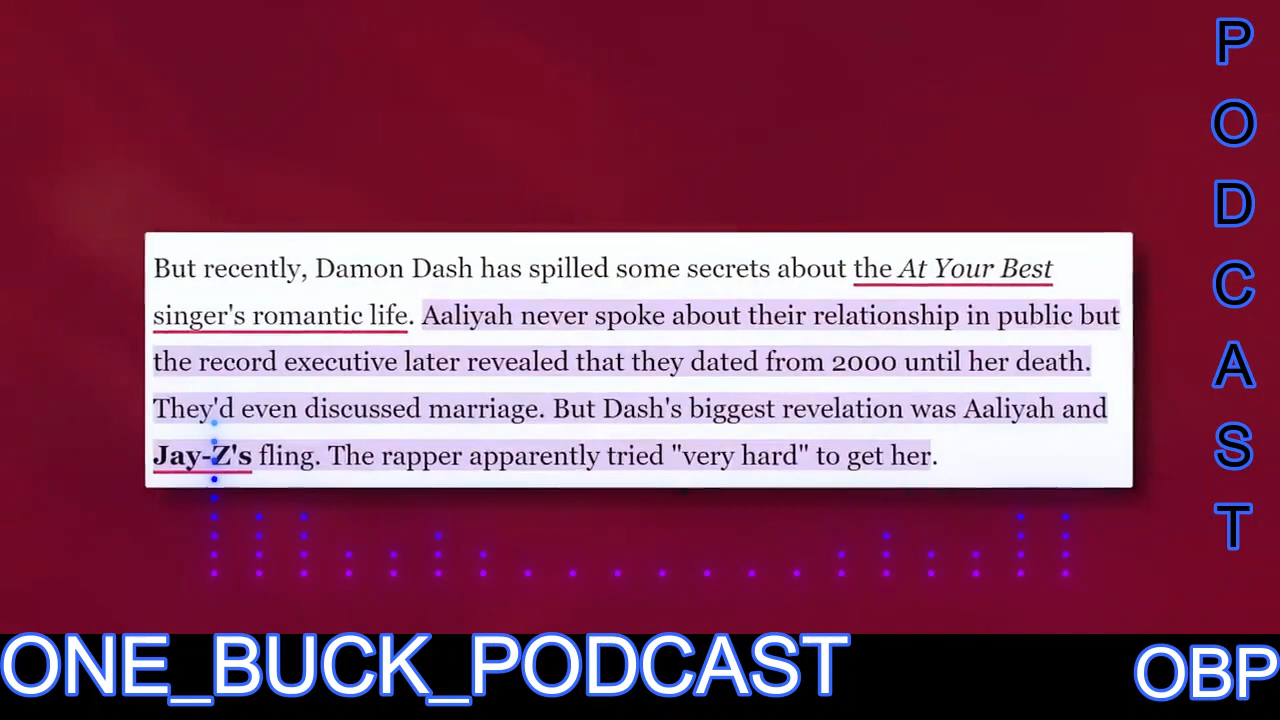 But recently, Damon Dash has spilled some secrets about the At Your Best
singer's romantic life. Aaliyah never spoke about their relationship in public but
the record executive later revealed that they dated from 2000 until her death.
They'd even discussed marriage. But Dash's biggest revelation was Aaliyah and
Jay-Z's fling. The rapper apparently tried "very hard" to get her.
PODCAST
ONE_BUCK_PODCAST
OBP